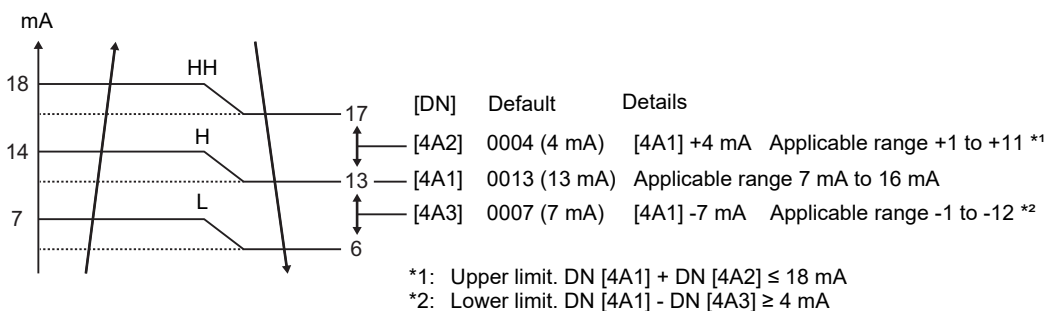 mA
HH
18
17
[DN] Default Details
[4A2] 0004 (4 mA) [4A1] +4 mA Applicable range +1 to +11 *1
H
14
13
[4A1] 0013 (13 mA) Applicable range 7 mA to 16 mA
L
7
[4A3] 0007 (7 mA) [4A1] -7 mA Applicable range -1 to -12 *2
6
*1: Upper limit. DN [4A1] + DN [4A2] ≤ 18 mA
*2: Lower limit. DN [4A1] - DN [4A3] ≥ 4 mA